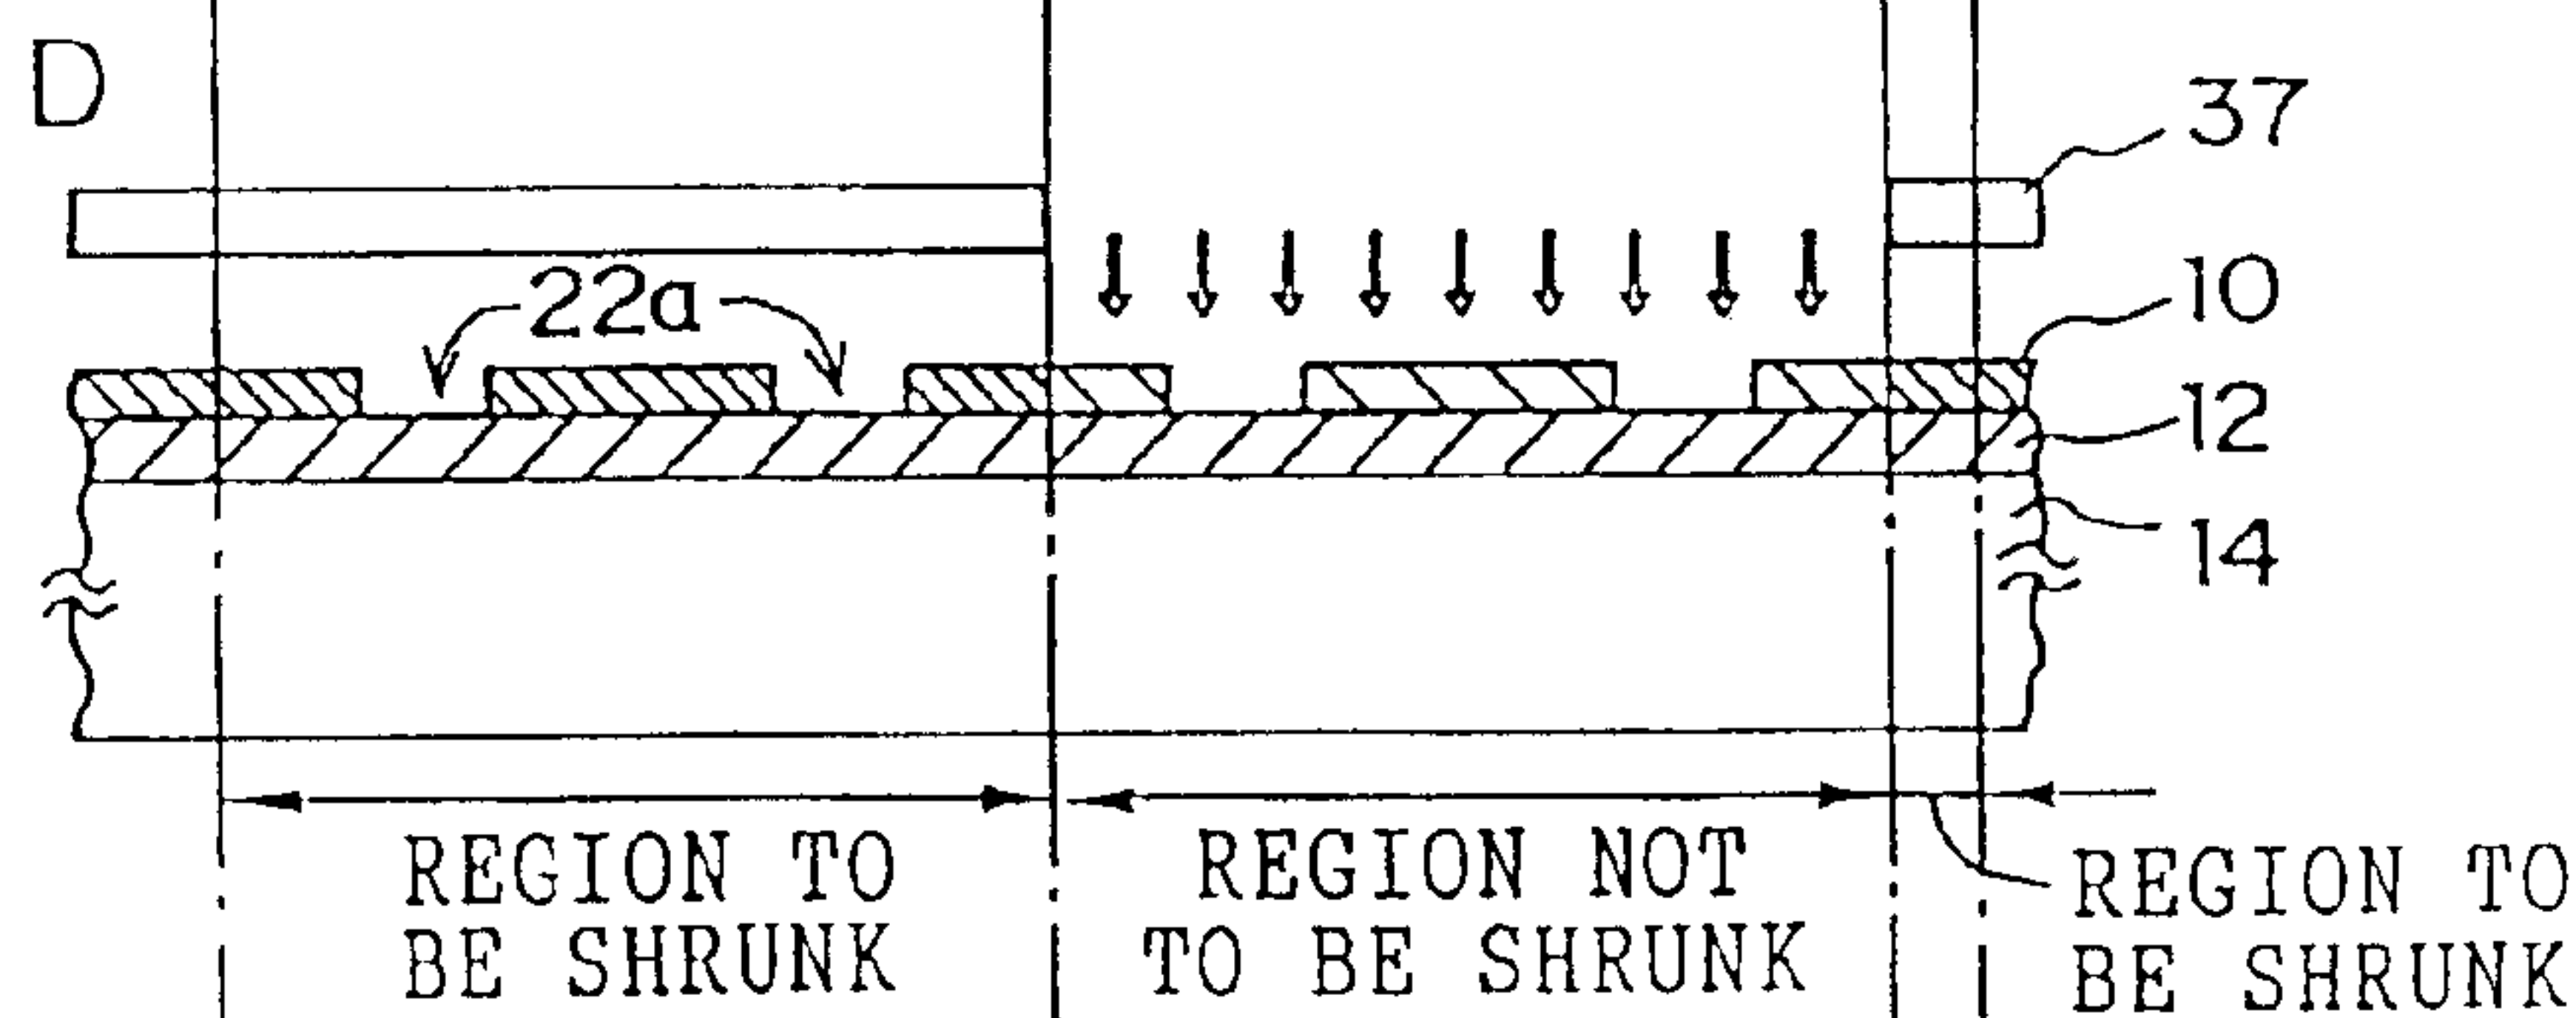 D
37
22a
10
12
14
REGION TO
BE SHRUNK
REGION NOT
TO BE SHRUNK
REGION TO
BE SHRUNK